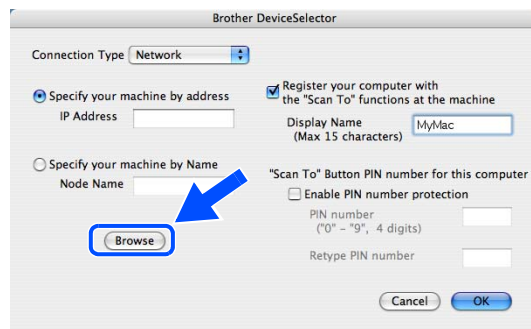 Brother DeviceSelector
Connection Type Network
Specify your machine by address
IP Address
Specify your machine by Name
Node Name
Browse
Register your computer with
the "Scan To" functions at the machine
Display Name MyMac
(Max 15 characters)
"Scan To" Button PIN number for this computer
Enable PIN number protection
PIN number
("0" – "9", 4 digits)
Retype PIN number
Cancel OK